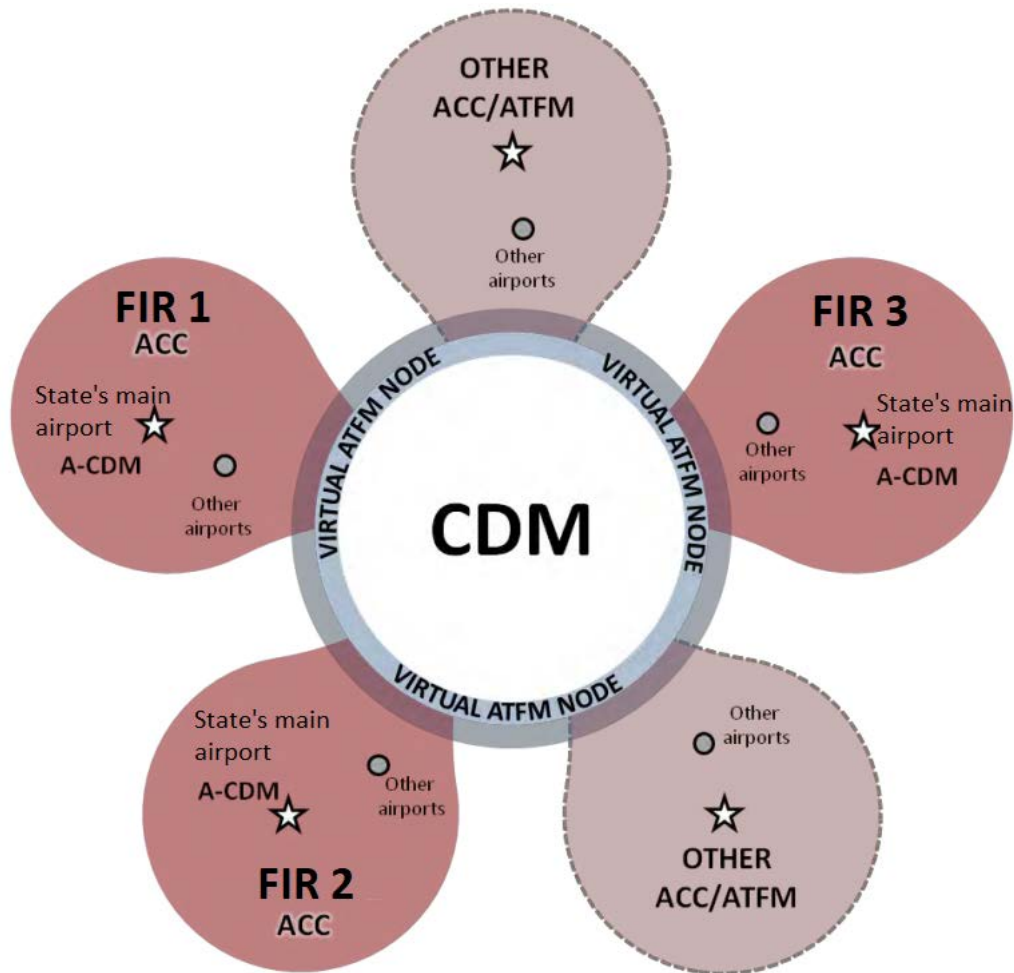 OTHER
ACC/ATFM
Other
airports
FIR 1
ACC
State's main
airport
A-CDM
Other
airports
FIR 3
ACC
State's main
airport
A-CDM
Other
airports
VIRTUAL ATFM NODE
VIRTUAL ATFM NODE
CDM
VIRTUAL ATFM NODE
State's main
airport
A-CDM
Other
airports
FIR 2
ACC
Other
airports
OTHER
ACC/ATFM